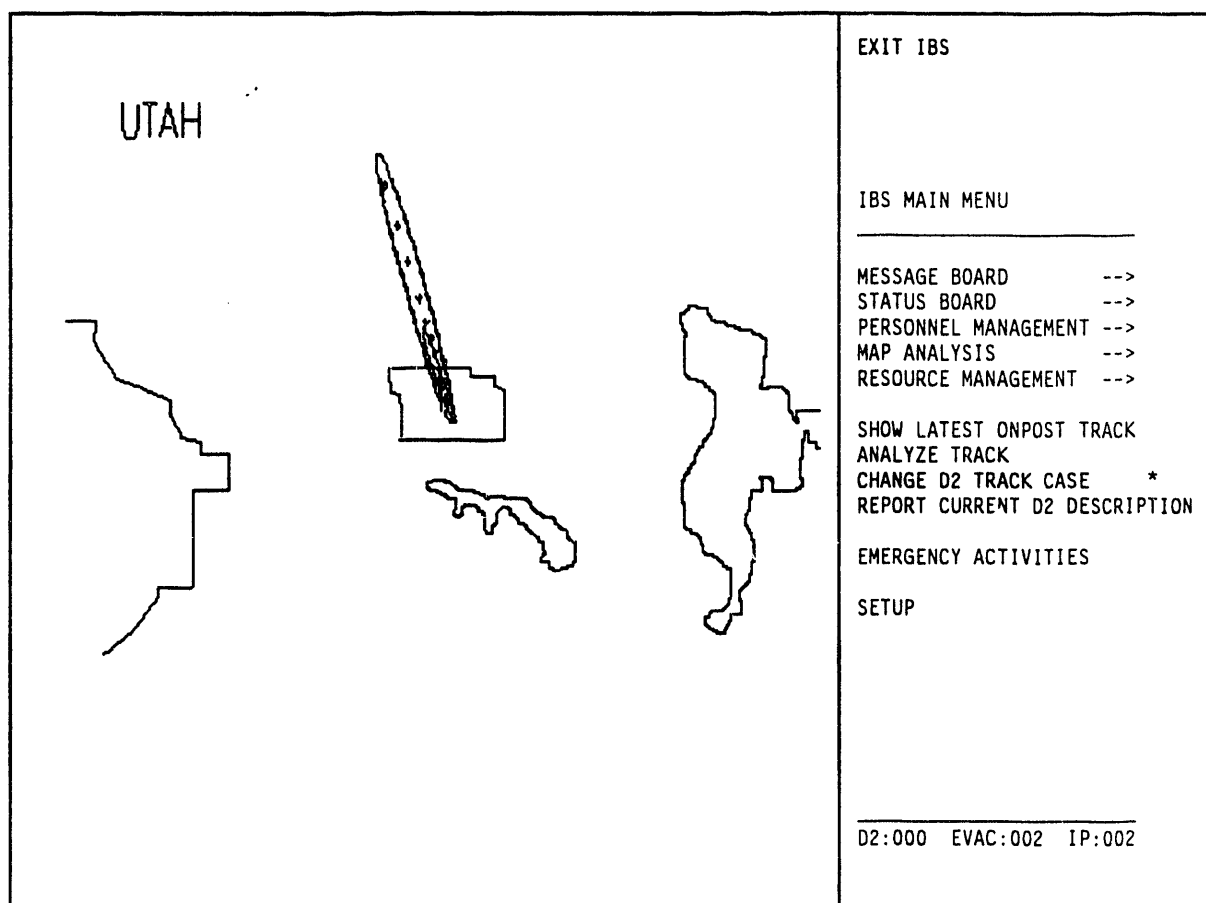 UTAH
EXIT IBS
IBS MAIN MENU
MESSAGE BOARD -->
STATUS BOARD -->
PERSONNEL MANAGEMENT -->
MAP ANALYSIS -->
RESOURCE MANAGEMENT -->
SHOW LATEST ONPOST TRACK
ANALYZE TRACK
CHANGE D2 TRACK CASE *
REPORT CURRENT D2 DESCRIPTION
EMERGENCY ACTIVITIES
SETUP
D2:000 EVAC:002 IP:002